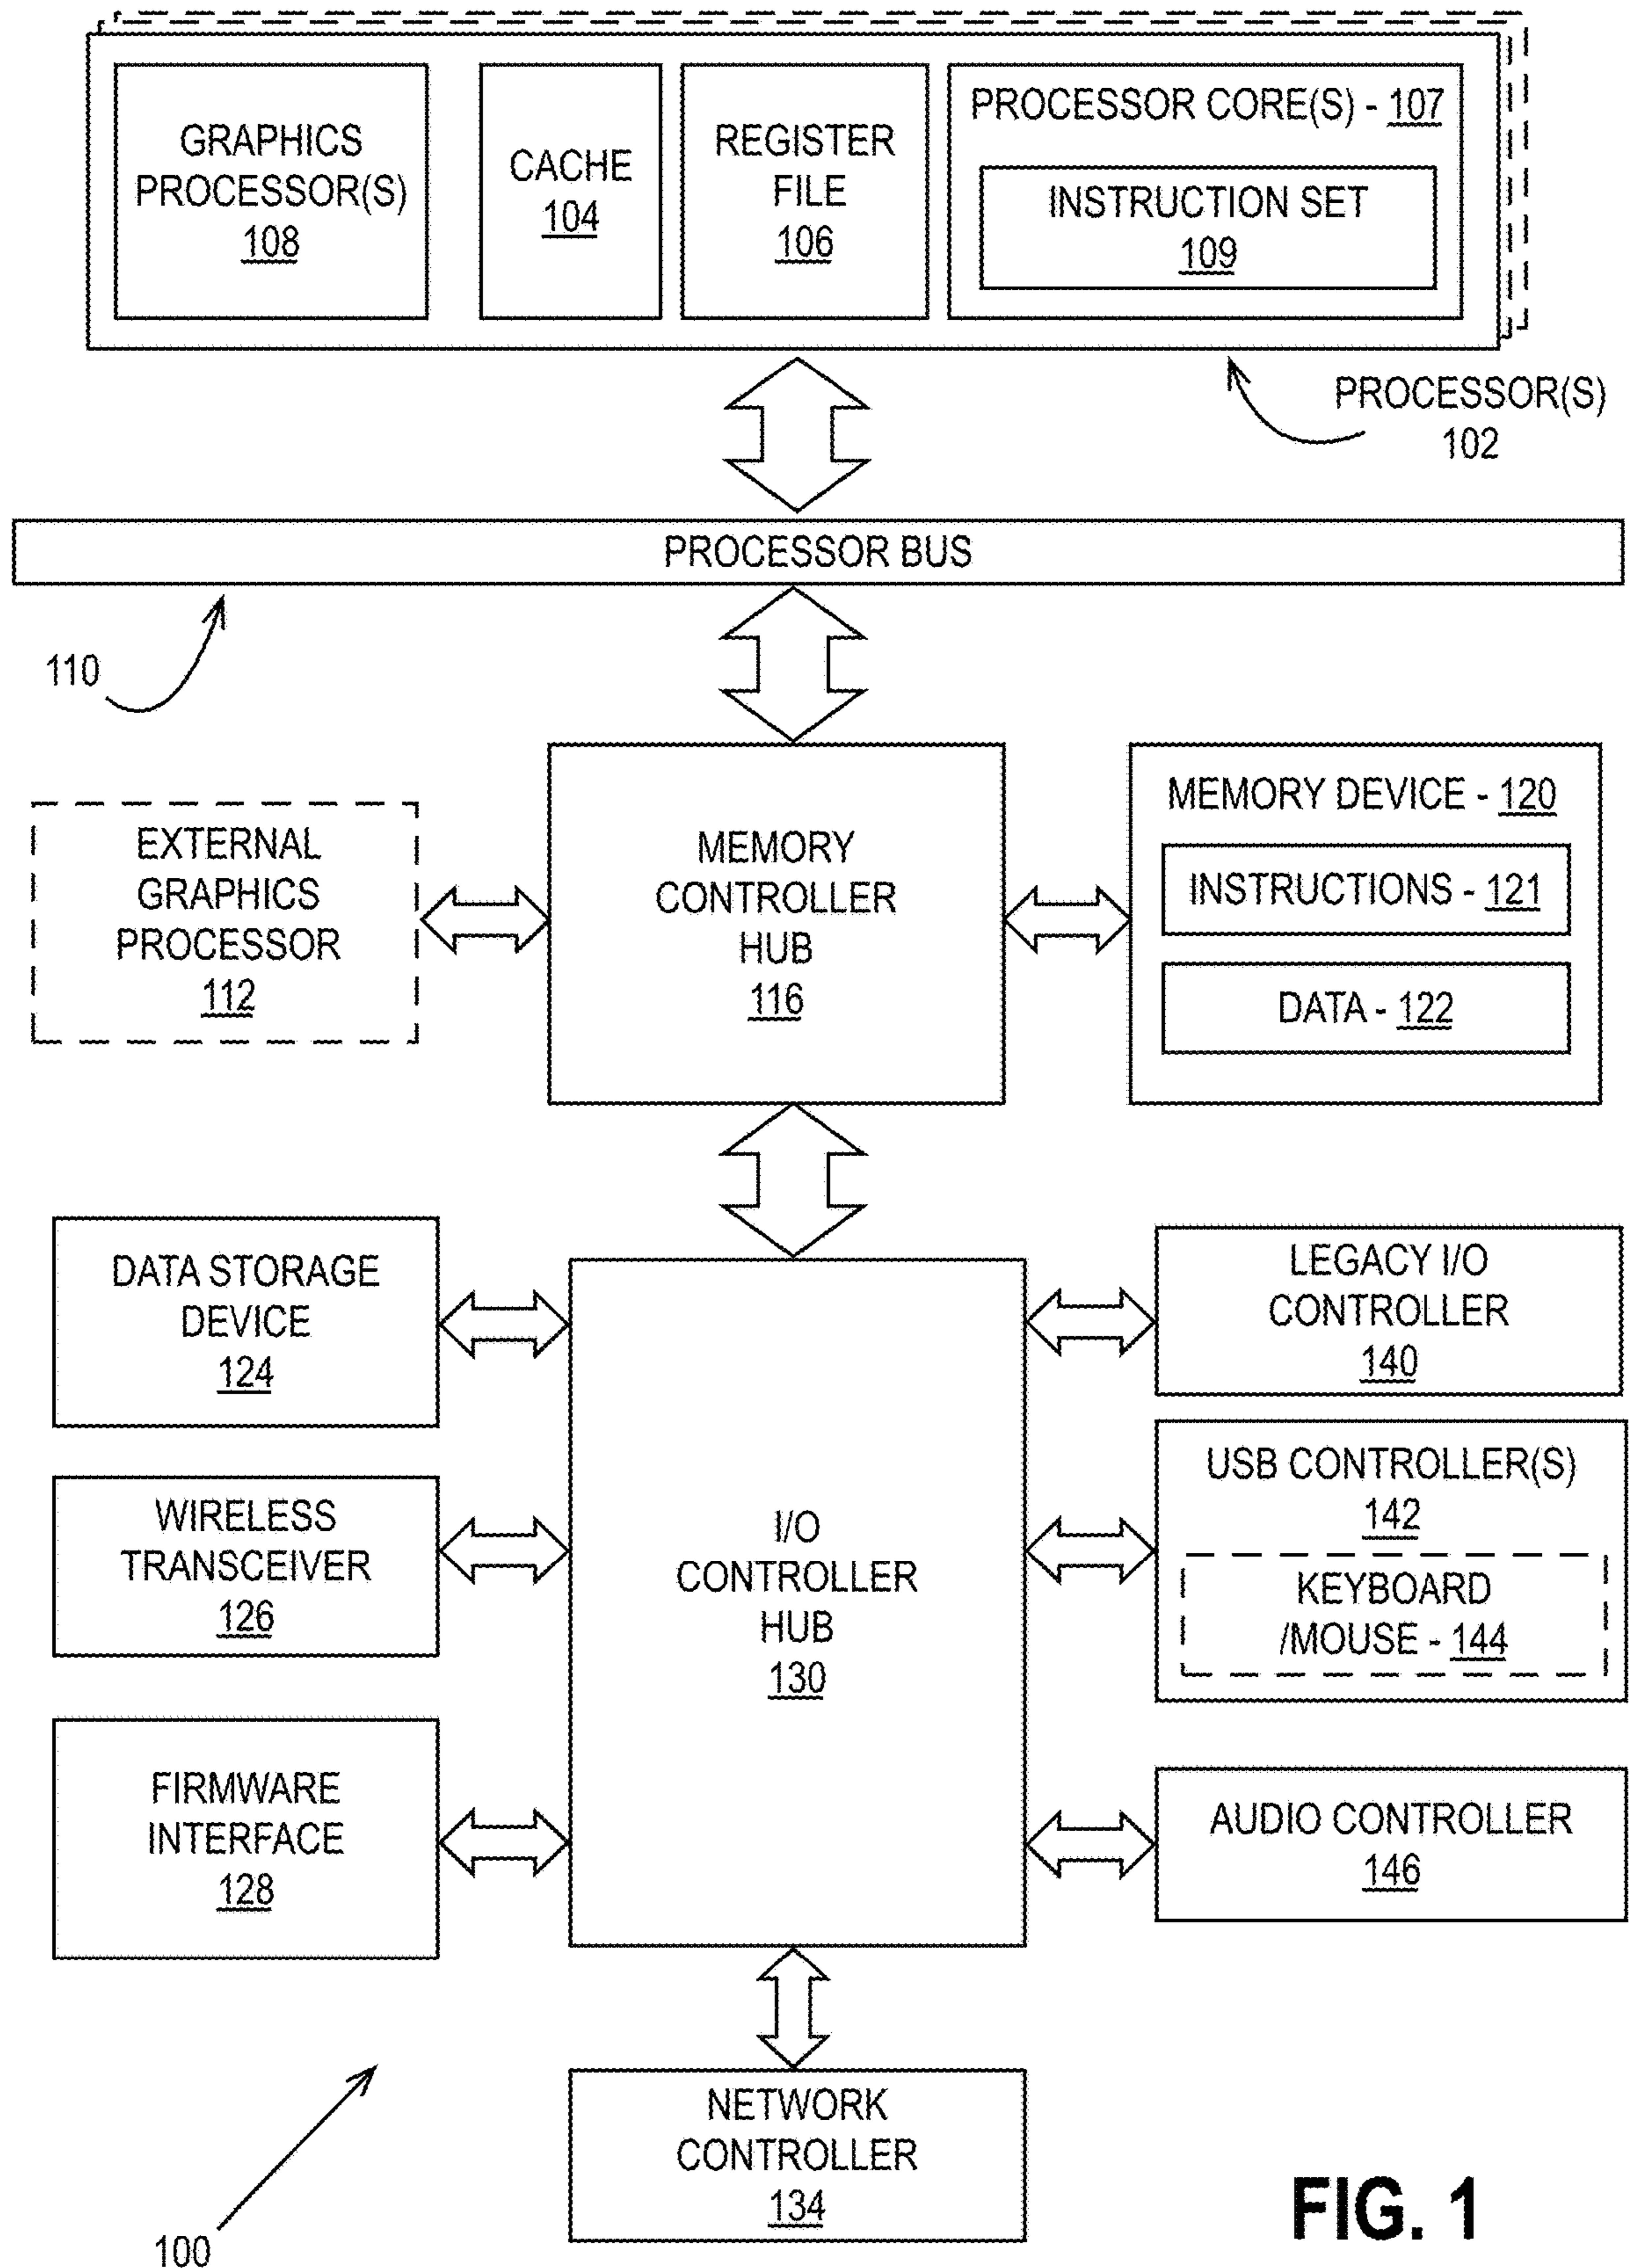 GRAPHICS
PROCESSOR(S)
108
CACHE
104
REGISTER
FILE
106
PROCESSOR CORE(S) - 107
INSTRUCTION SET
109
PROCESSOR(S)
102
PROCESSOR BUS
110
EXTERNAL
GRAPHICS
PROCESSOR
112
MEMORY
CONTROLLER
HUB
116
MEMORY DEVICE - 120
INSTRUCTIONS - 121
DATA - 122
DATA STORAGE
DEVICE
124
WIRELESS
TRANSCEIVER
126
FIRMWARE
INTERFACE
128
I/O
CONTROLLER
HUB
130
LEGACY I/O
CONTROLLER
140
USB CONTROLLER(S)
142
KEYBOARD
/MOUSE - 144
AUDIO CONTROLLER
146
NETWORK
CONTROLLER
134
100
FIG. 1